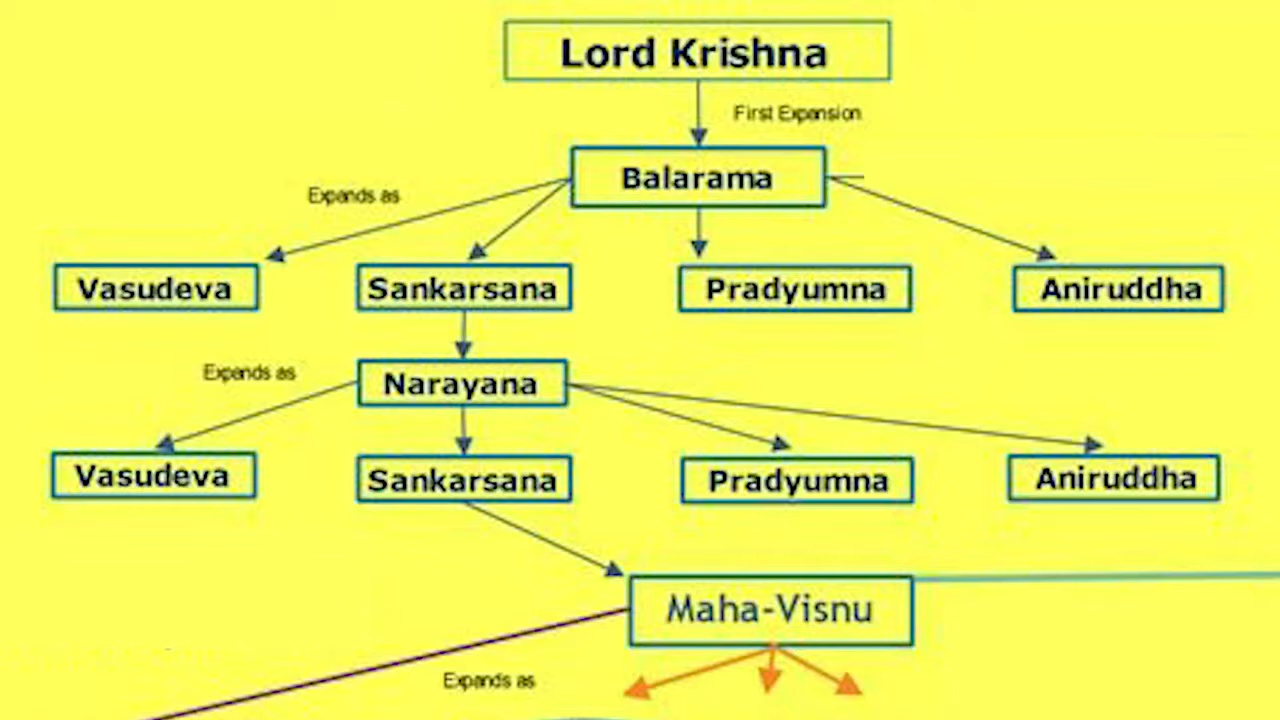 Lord Krishna
First Expansion
Balarama
Expands as
Vasudeva
Sankarsana
Pradyumna
Aniruddha
Expands as
Narayana
Vasudeva
Sankarsana
Pradyumna
Aniruddha
Maha-Visnu
Expands as